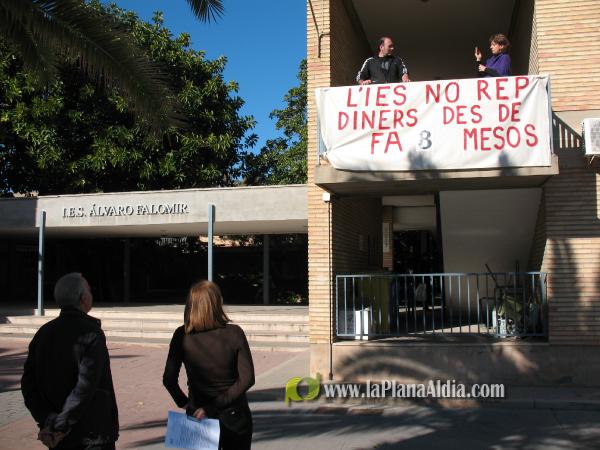 L'IES NO REP
DINERS DES DE
FA 8 MESOS
I.E.S. ÁLVARO FALOMIR
www.laPlanaAldia.com